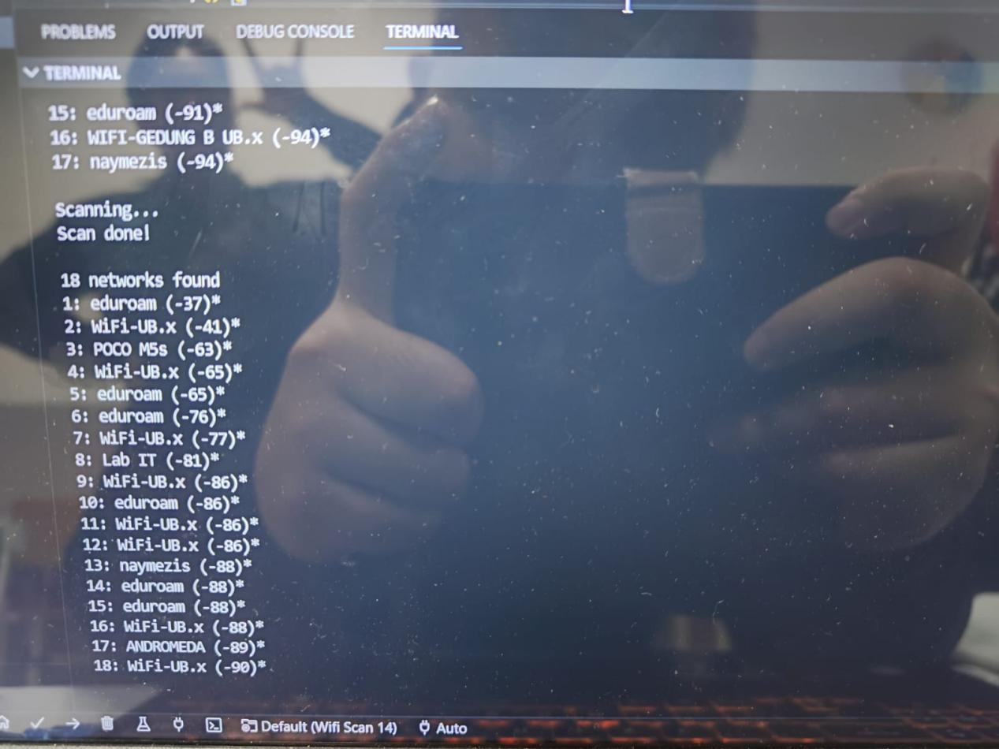 PROBLEMS OUTPUT DEBUG CONSOLE TERMINAL
TERMINAL
15: eduroam (-91)*
16: WIFI-GEDUNG B UB.x (-94)*
17: naymezis (-94)*
Scanning...
Scan done!
18 networks found
1: eduroam (-37)*
2: WiFi-UB.x (-41)*
3: POCO M5s (-63)*
4: WiFi-UB.x (-65)*
5: eduroam (-65)*
6: eduroam (-76)*
7: WiFi-UB.x (-77)*
8: Lab IT (-81)*
9: WiFi-UB.x (-86)*
10: eduroam (-86)*
11: WiFi-UB.x (-86)*
12: WiFi-UB.x (-86)*
13: naymezis (-88)*
14: eduroam (-88)*
15: eduroam (-88)*
16: WiFi-UB.x (-88)*
17: ANDROMEDA (-89)*
18: WiFi-UB.x (-90)*
Default (Wifi Scan 14) Auto